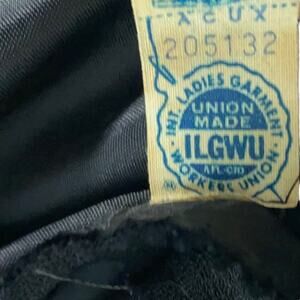 ACUX
205132
INT. LADIES GARMENT
UNION
MADE
ILGWU
AFL-CIO
WORKERS UNION